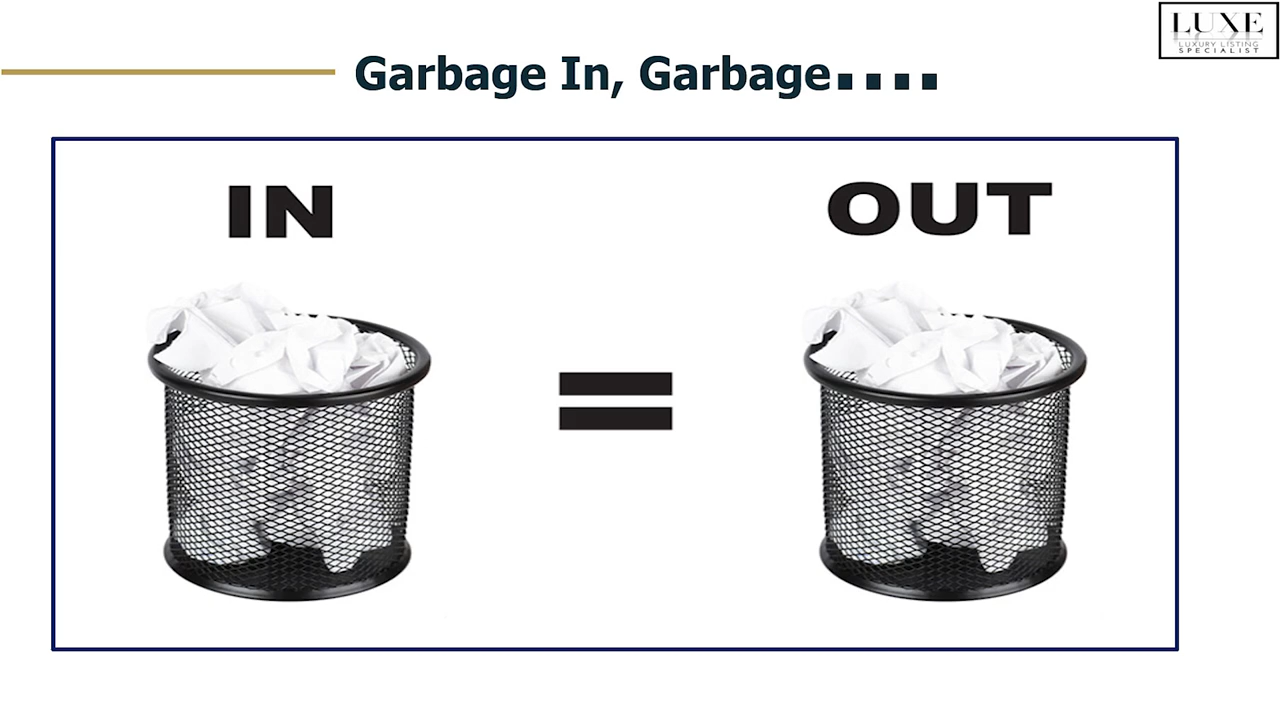 LUXE
LUXURY LISTING
SPECIALIST
Garbage In, Garbage....
IN
OUT
=